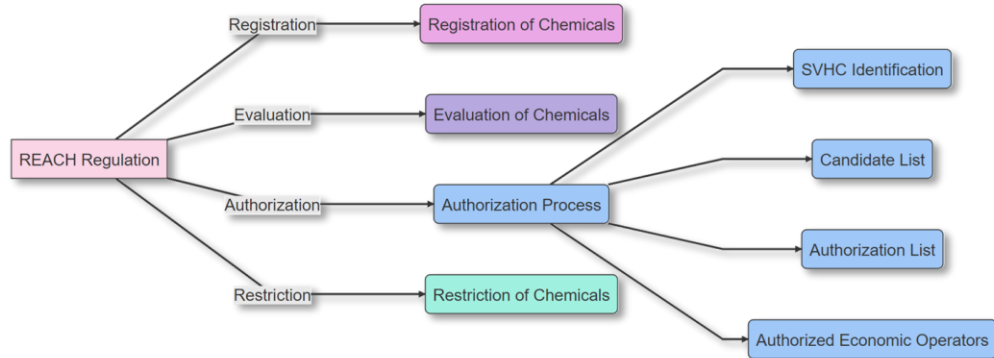 Registration
Registration of Chemicals
SVHC Identification
Evaluation
Evaluation of Chemicals
REACH Regulation
Candidate List
Authorization
Authorization Process
Authorization List
Restriction
Restriction of Chemicals
Authorized Economic Operators